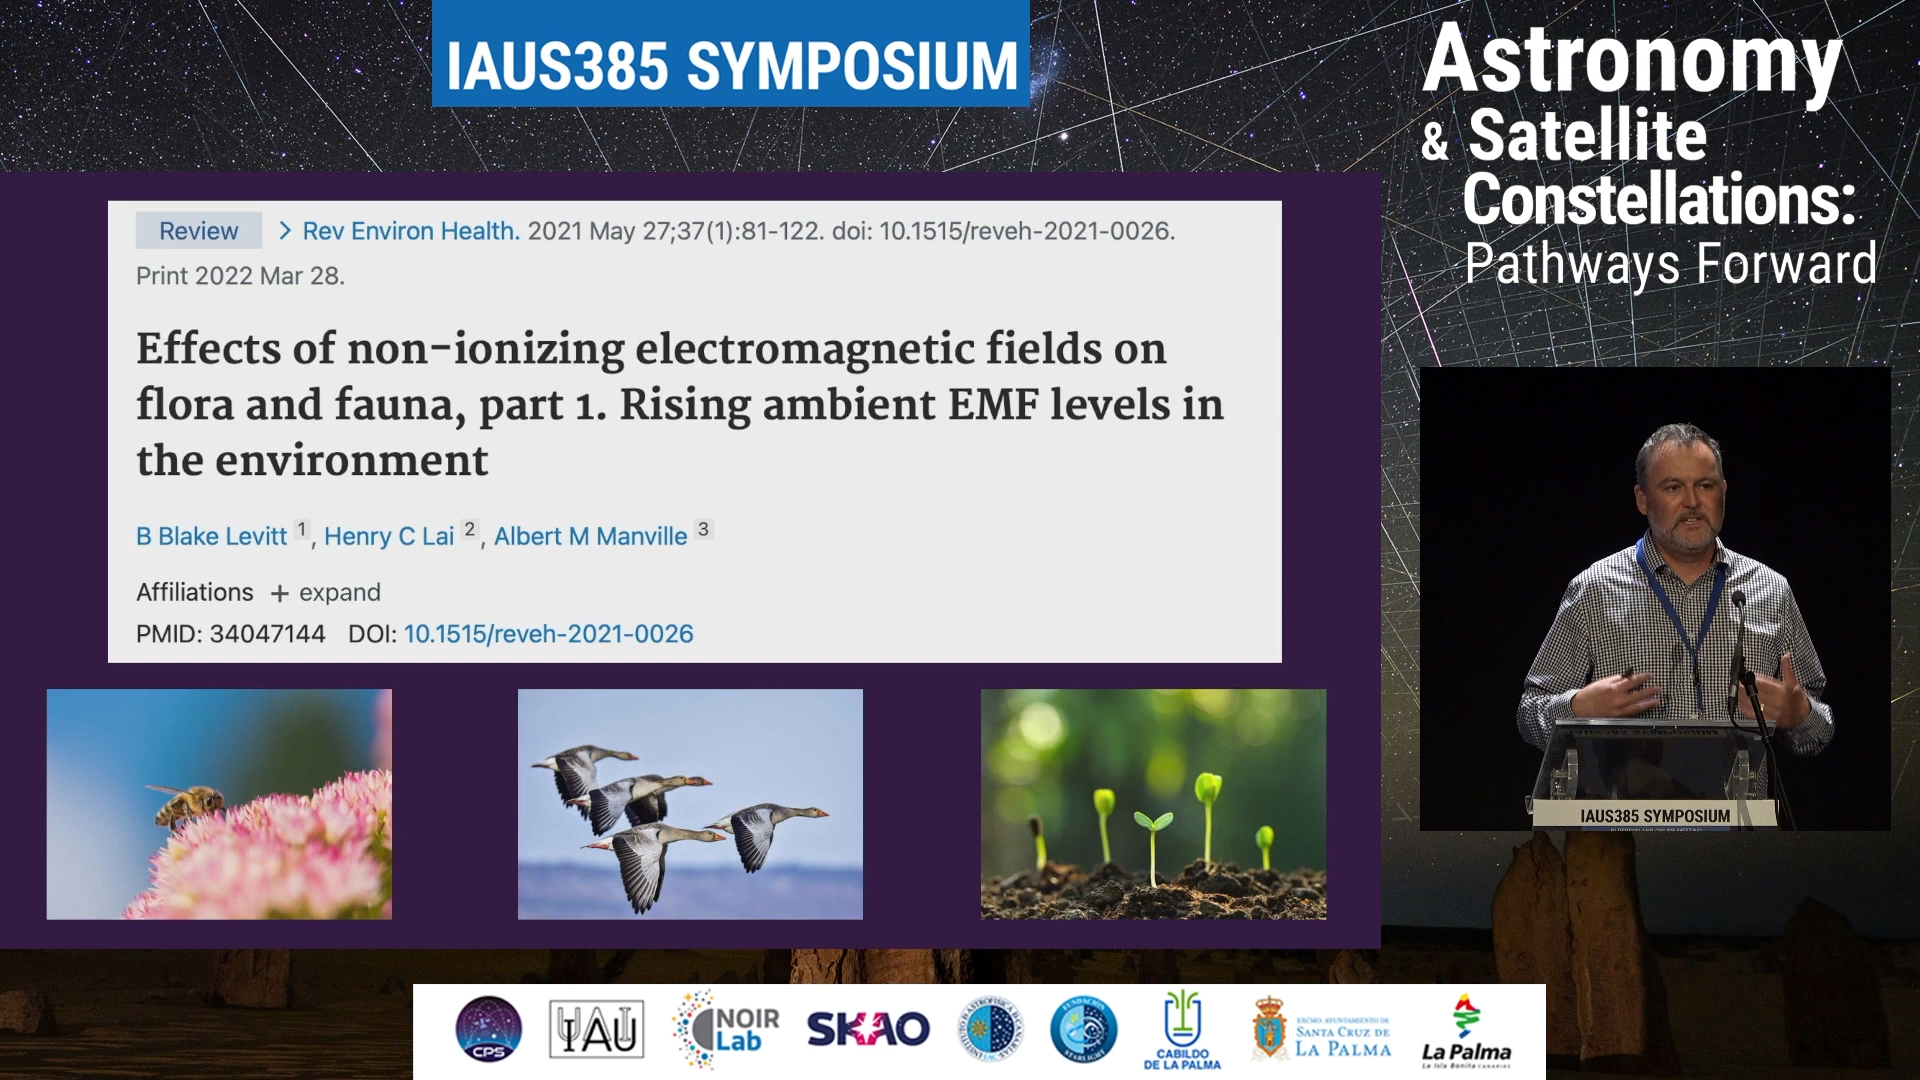 IAUS385 SYMPOSIUM
Astronomy
& Satellite
Constellations:
Pathways Forward
Review > Rev Environ Health. 2021 May 27;37(1):81-122. doi: 10.1515/reveh-2021-0026.
Print 2022 Mar 28.
Effects of non-ionizing electromagnetic fields on
flora and fauna, part 1. Rising ambient EMF levels in
the environment
B Blake Levitt 1, Henry C Lai 2, Albert M Manville 3
Affiliations + expand
PMID: 34047144 DOI: 10.1515/reveh-2021-0026
IAUS385 SYMPOSIUM
CPS
IAU
NOIR
Lab
SKAO
STARLIGHT
CABILDO
DE LA PALMA
EXCMO. AYUNTAMIENTO DE
SANTA CRUZ DE
LA PALMA
La Palma
La Isla Bonita CANARIAS